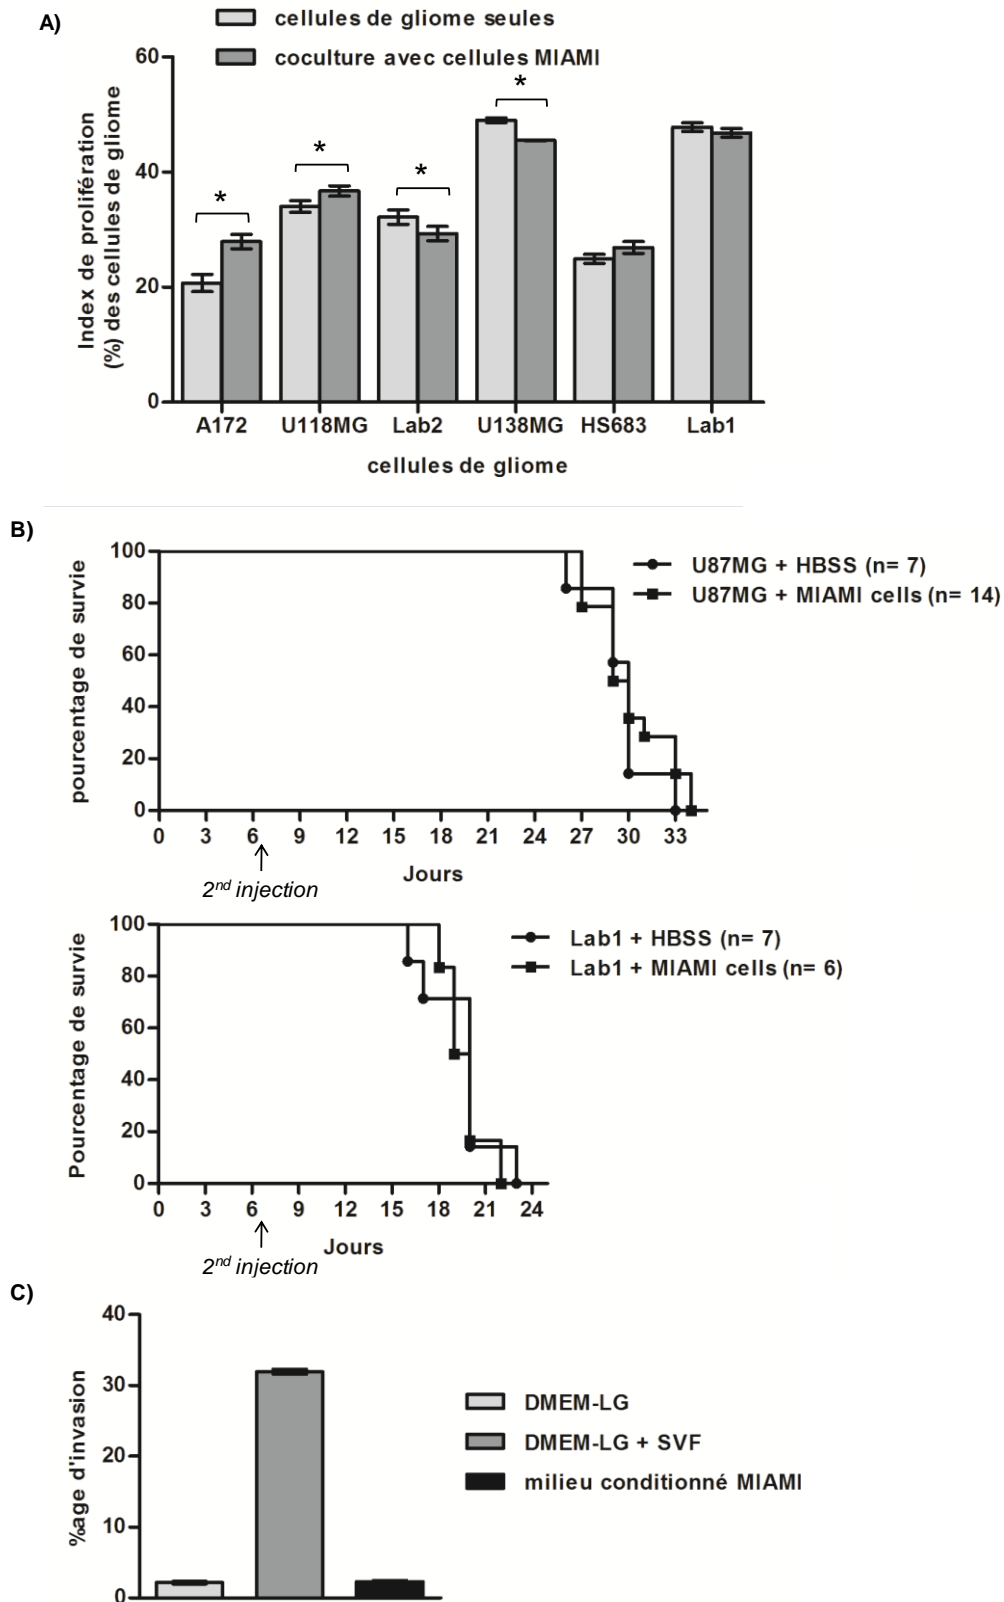 A)
cellules de gliome seules
coculture avec cellules MIAMI
Index de prolifération
(%) des cellules de gliome
60
40
20
0
* * * *
A172 U118MG Lab2 U138MG HS683 Lab1
cellules de gliome
B)
pourcentage de survie
100
80
60
40
20
0
U87MG + HBSS (n= 7)
U87MG + MIAMI cells (n= 14)
0 3 6 9 12 15 18 21 24 27 30 33
Jours
2nd injection
Pourcentage de survie
100
80
60
40
20
0
Lab1 + HBSS (n= 7)
Lab1 + MIAMI cells (n= 6)
0 3 6 9 12 15 18 21 24
Jours
2nd injection
C)
%age d'invasion
40
30
20
10
0
DMEM-LG
DMEM-LG + SVF
milieu conditionné MIAMI